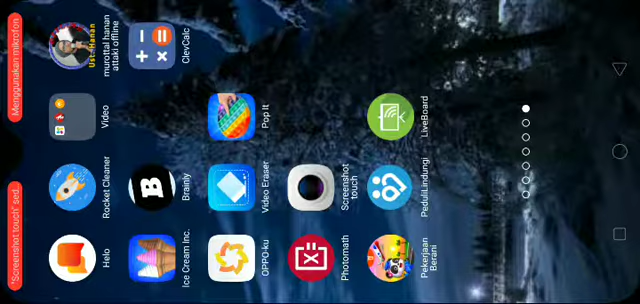 "Screenshot touch" sed..
Menggunakan mikrofon
Helo
Rocket Cleaner
Video
Ust. Hanan
murottal hanan
attaki offline
Ice Cream Inc.
B
Brainly
ClevCalc
OPPO-ku
Video Eraser
Pop It
Photomath
Screenshot
touch
Pekerjaan
Berani
PeduliLindungi
LiveBoard